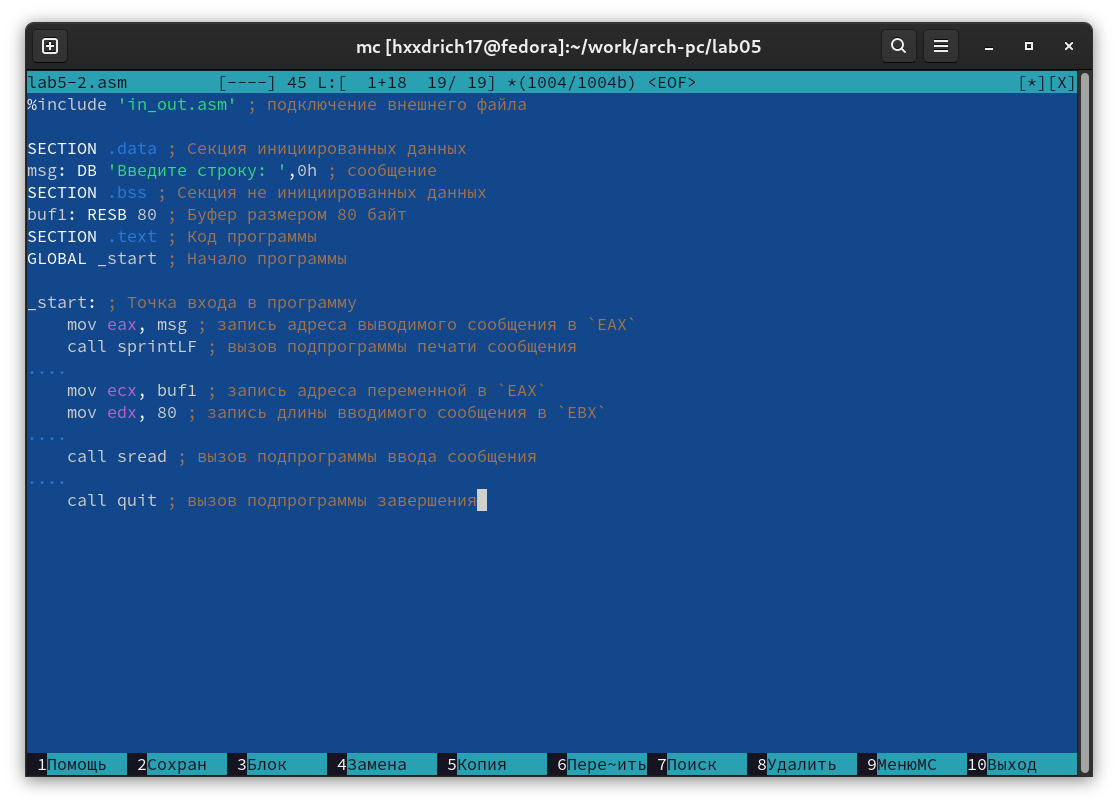 mc [hxxdrich17@fedora]:~/work/arch-pc/lab05
lab5-2.asm [----] 45 L:[ 1+18 19/ 19] *(1004/1004b) <EOF> [*][X]
%include 'in_out.asm' ; подключение внешнего файла
SECTION .data ; Секция инициированных данных
msg: DB 'Введите строку: ',0h ; сообщение
SECTION .bss ; Секция не инициированных данных
buf1: RESB 80 ; Буфер размером 80 байт
SECTION .text ; Код программы
GLOBAL _start ; Начало программы
_start: ; Точка входа в программу
    mov eax, msg ; запись адреса выводимого сообщения в `EAX`
    call sprintLF ; вызов подпрограммы печати сообщения
....
    mov ecx, buf1 ; запись адреса переменной в `EAX`
    mov edx, 80 ; запись длины вводимого сообщения в `EBX`
....
    call sread ; вызов подпрограммы ввода сообщения
....
    call quit ; вызов подпрограммы завершения
1Помощь 2Сохран 3Блок 4Замена 5Копия 6Пере~ить 7Поиск 8Удалить 9МенюMC 10Выход